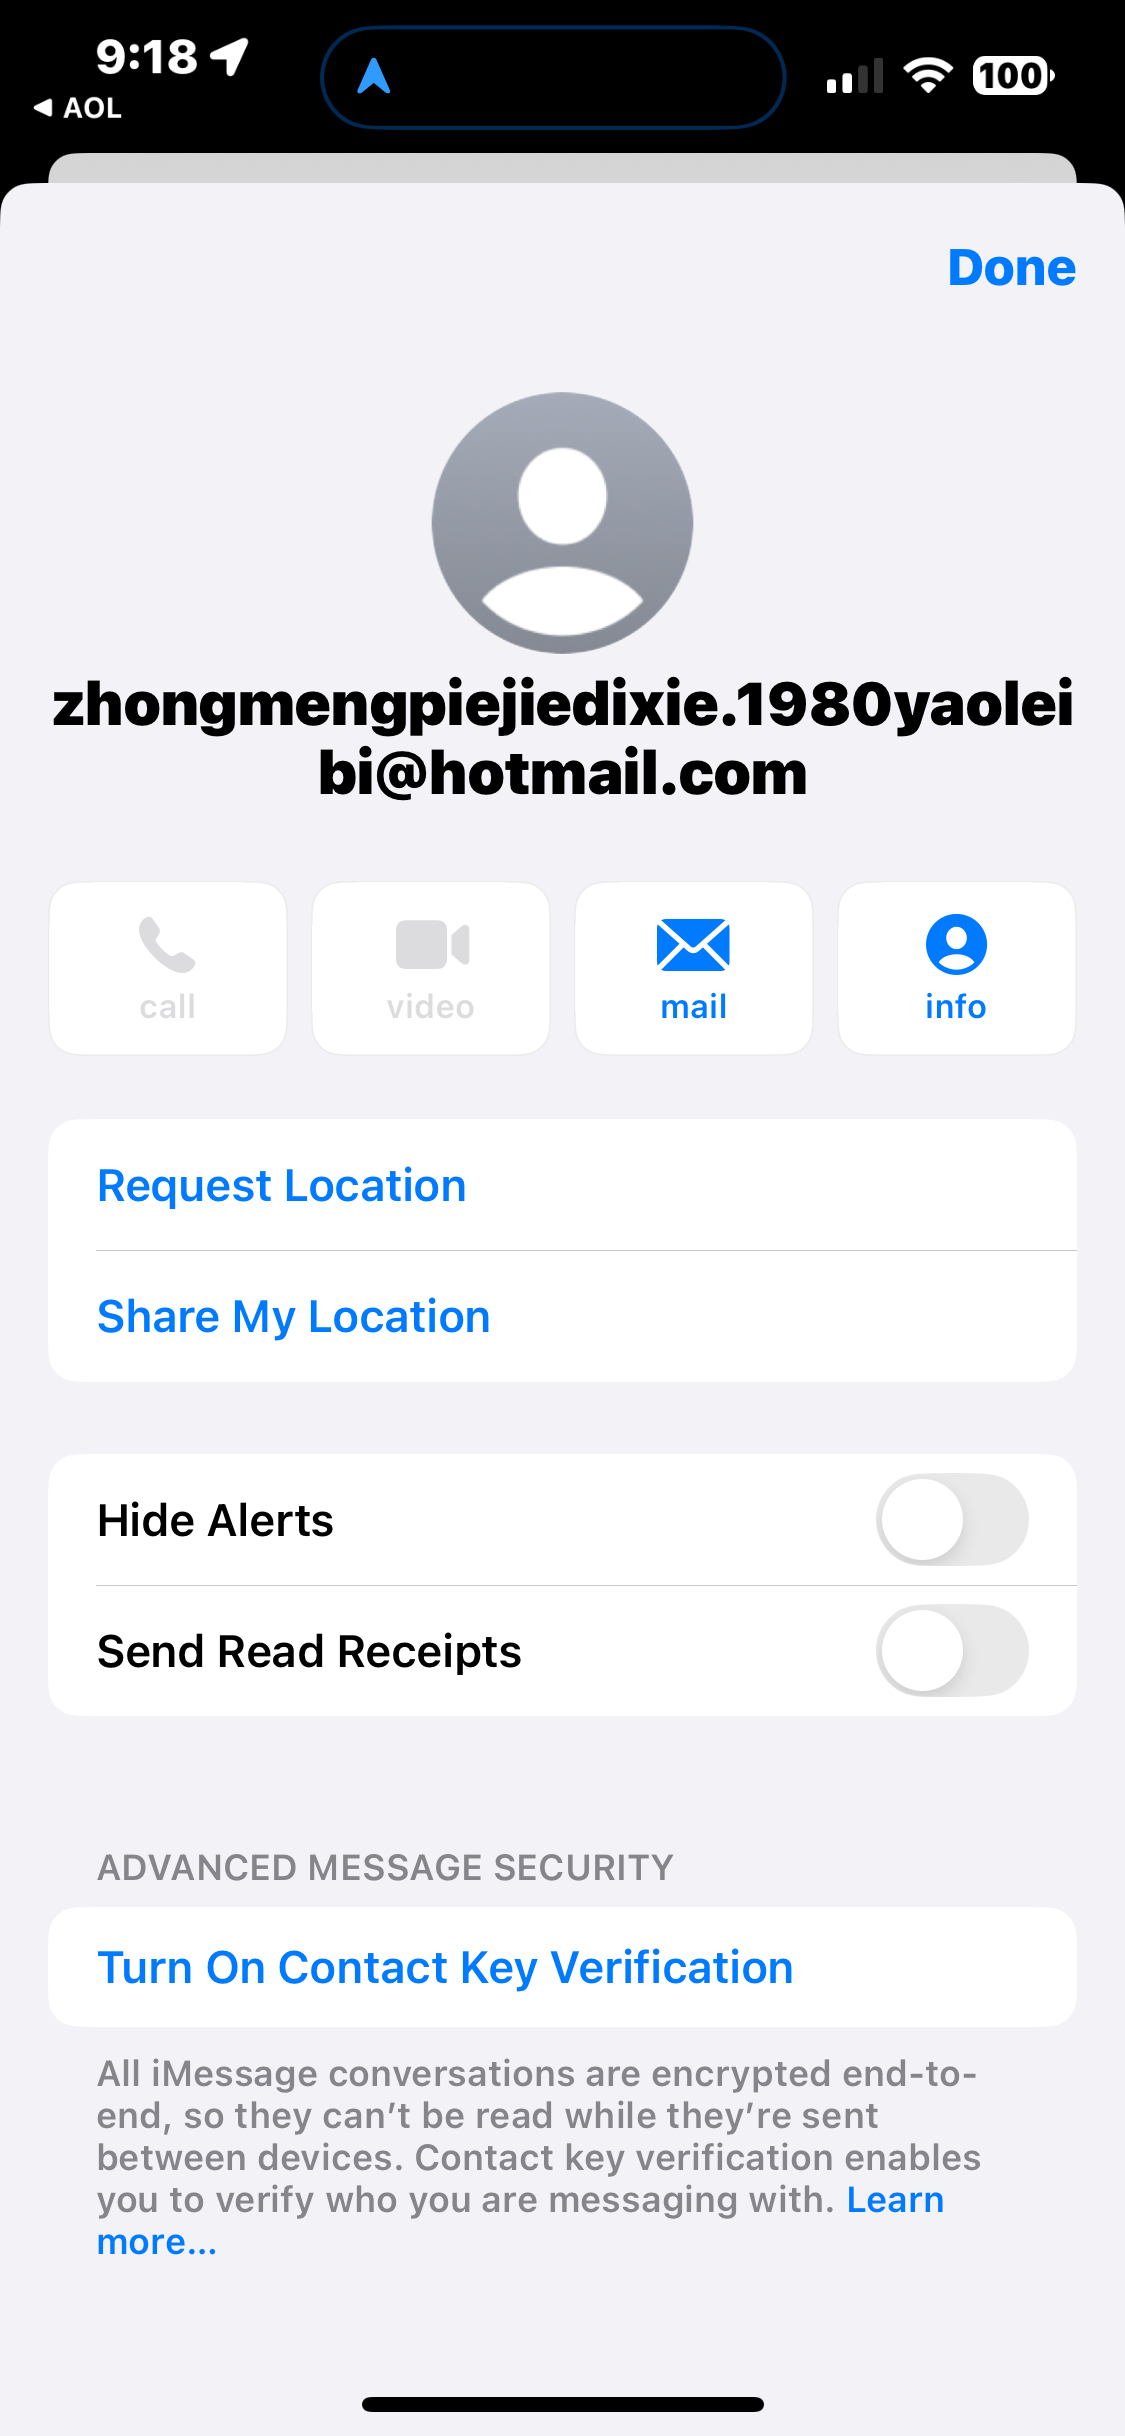 9:18
AOL
100
Done
zhongmengpiejiedixie.1980yaolei
bi@hotmail.com
call
video
mail
info
Request Location
Share My Location
Hide Alerts
Send Read Receipts
ADVANCED MESSAGE SECURITY
Turn On Contact Key Verification
All iMessage conversations are encrypted end-to-
end, so they can’t be read while they’re sent
between devices. Contact key verification enables
you to verify who you are messaging with. Learn
more...